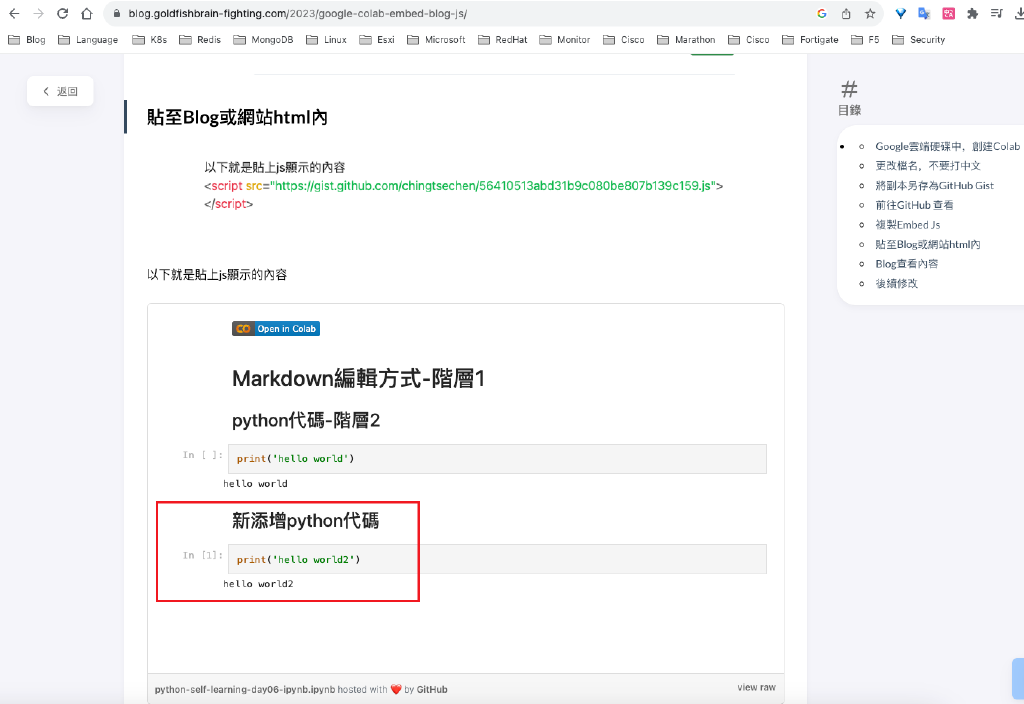 blog.goldfishbrain-fighting.com/2023/google-colab-embed-blog-js/
Blog Language K8s Redis MongoDB Linux Esxi Microsoft RedHat Monitor Cisco Marathon Cisco Fortigate F5 Security
返回
貼至Blog或網站html內
以下就是貼上js顯示的內容
<script src="https://gist.github.com/chingtsechen/56410513abd31b9c080be807b139c159.js">
</script>
以下就是貼上js顯示的內容
CO Open in Colab
Markdown編輯方式-階層1
python代碼-階層2
In [ ]: print('hello world')
hello world
新添增python代碼
In [1]: print('hello world2')
hello world2
python-self-learning-day06-ipynb.ipynb hosted with ❤ by GitHub
view raw
#
目錄
Google雲端硬碟中，創建Colab
更改檔名，不要打中文
將副本另存為GitHub Gist
前往GitHub 查看
複製Embed Js
貼至Blog或網站html內
Blog查看內容
後續修改